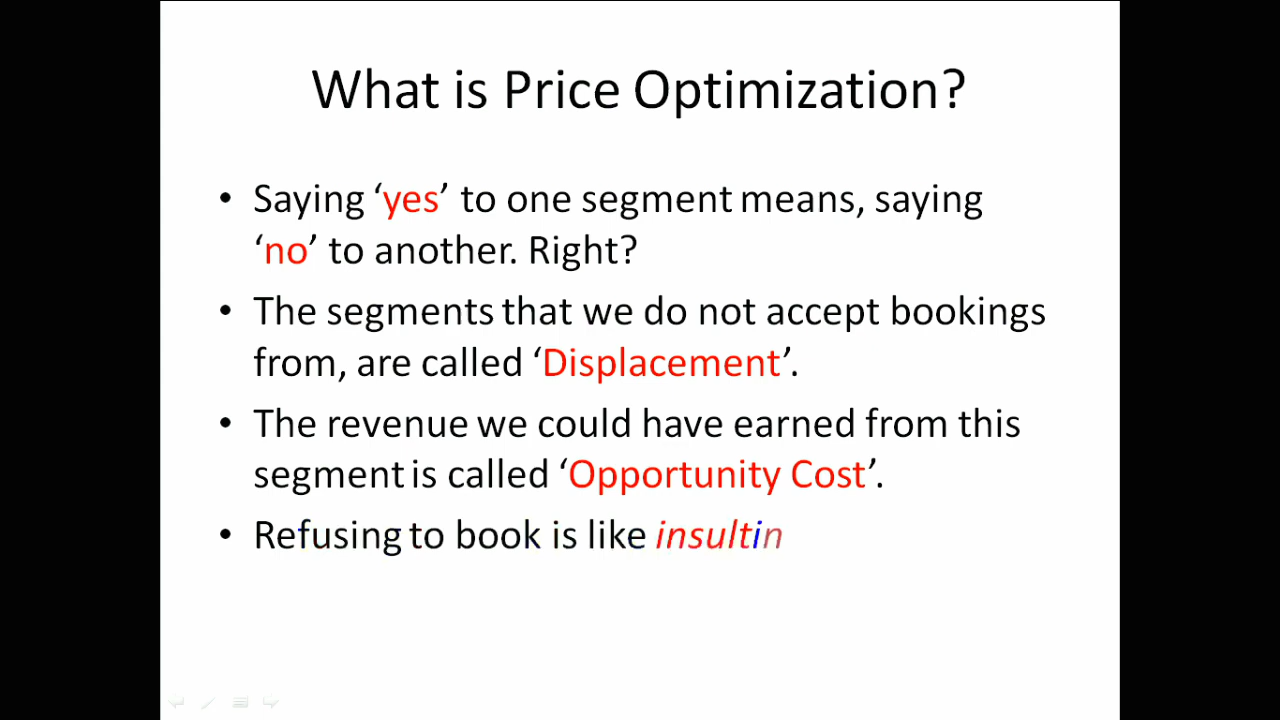 What is Price Optimization?
• Saying ‘yes’ to one segment means, saying
‘no’ to another. Right?
• The segments that we do not accept bookings
from, are called ‘Displacement’.
• The revenue we could have earned from this
segment is called ‘Opportunity Cost’.
• Refusing to book is like insultin